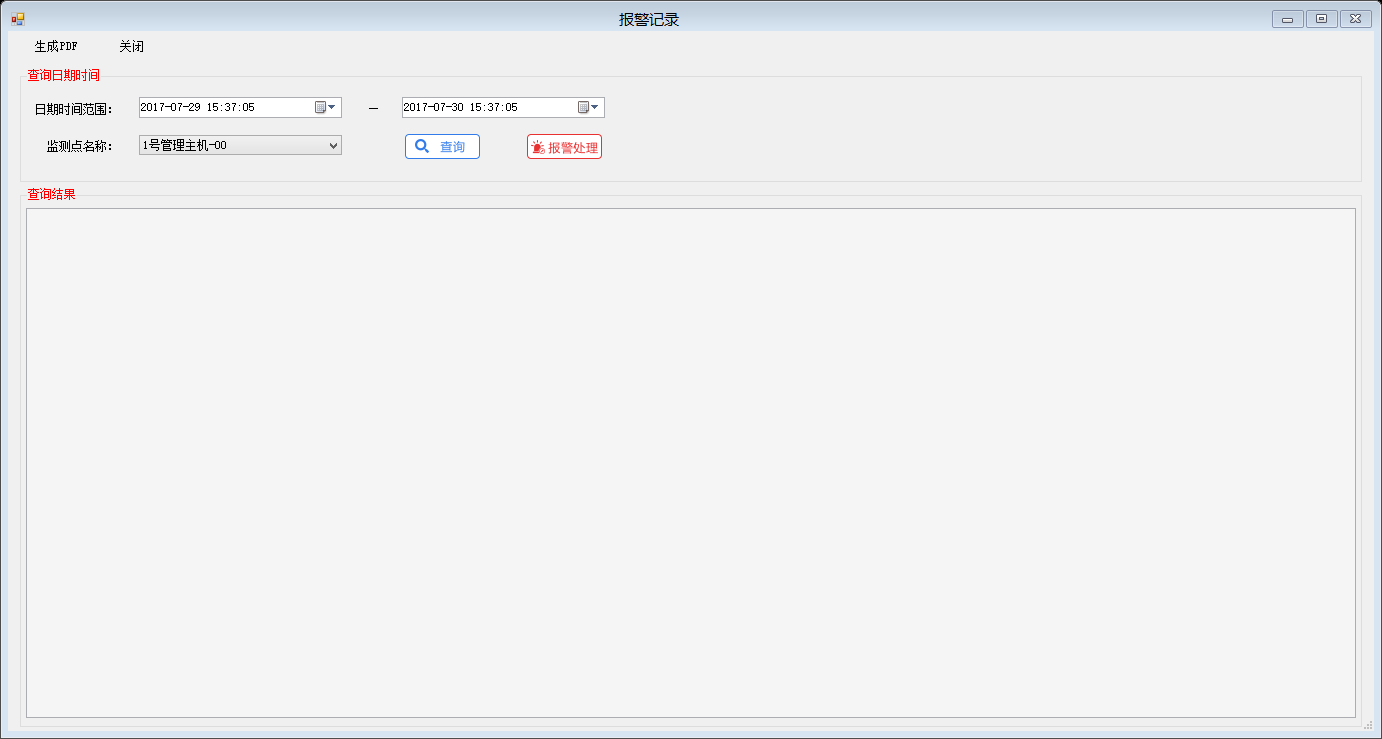 报警记录
生成PDF 关闭
查询日期时间
日期时间范围： 2017-07-29 15:37:05 — 2017-07-30 15:37:05
监测点名称： 1号管理主机-00 查询 报警处理
查询结果